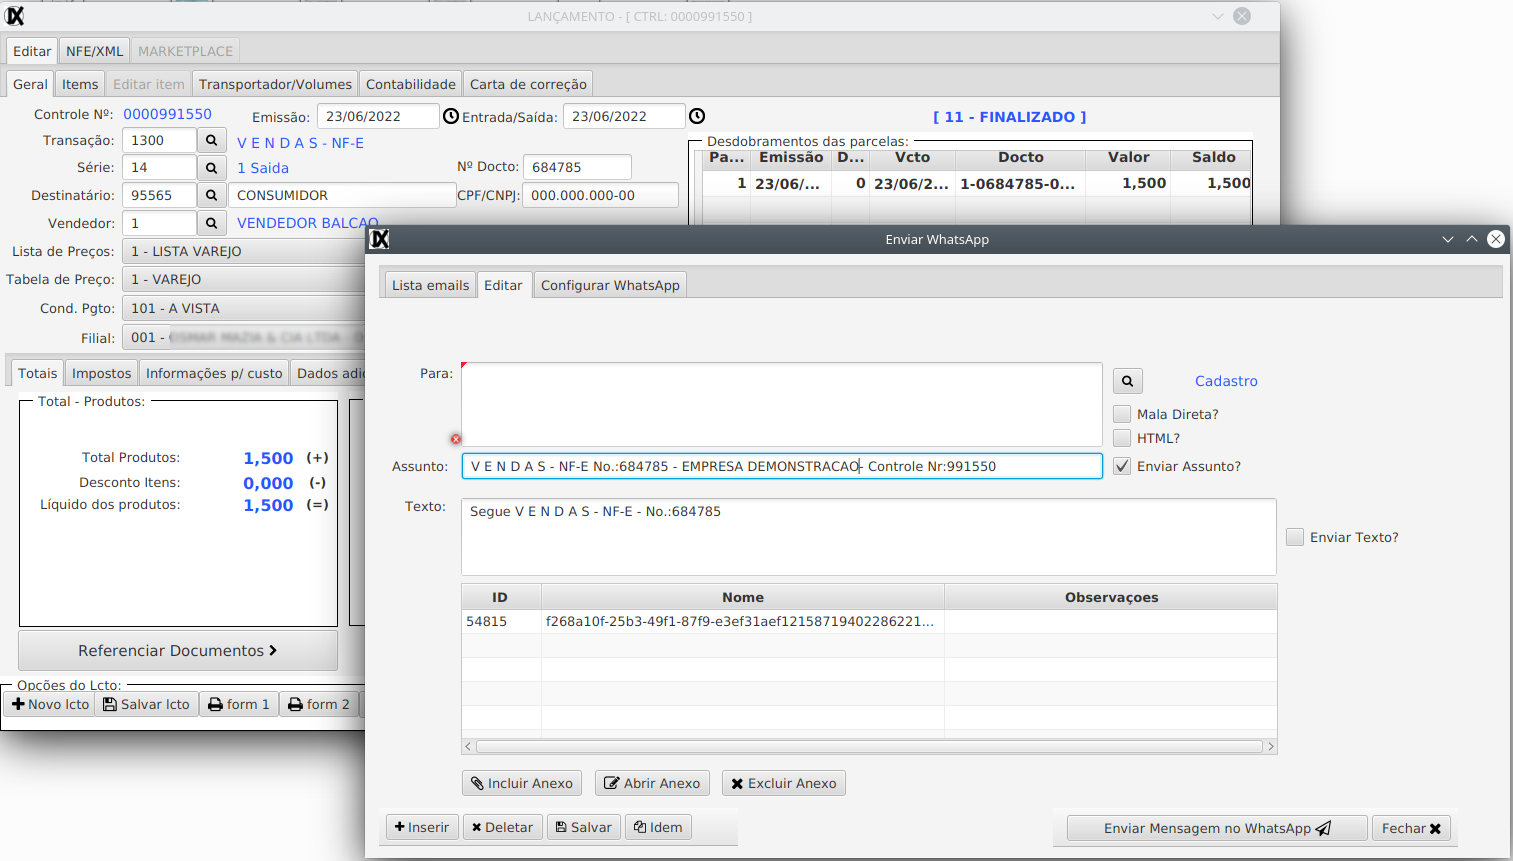 LANÇAMENTO - [ CTRL: 0000991550 ]
Editar NFE/XML MARKETPLACE
Geral Items Editar item Transportador/Volumes Contabilidade Carta de correção
Controle Nº: 0000991550 Emissão: 23/06/2022 Entrada/Saída: 23/06/2022 [ 11 - FINALIZADO ]
Transação: 1300 V E N D A S - NF-E
Série: 14 1 Saida Nº Docto: 684785
Destinatário: 95565 CONSUMIDOR CPF/CNPJ: 000.000.000-00
Vendedor: 1 VENDEDOR BALCAO
Lista de Preços: 1 - LISTA VAREJO
Tabela de Preço: 1 - VAREJO
Cond. Pgto: 101 - A VISTA
Filial: 001 -
Desdobramentos das parcelas:
Pa... Emissão D... Vcto Docto Valor Saldo
1 23/06/... 0 23/06/2... 1-0684785-0... 1,500 1,500
Totais Impostos Informações p/ custo Dados adic
Total - Produtos:
Total Produtos: 1,500 (+)
Desconto Itens: 0,000 (-)
Líquido dos produtos: 1,500 (=)
Referenciar Documentos
Opções do Lcto:
Novo lcto Salvar lcto form 1 form 2
Enviar WhatsApp
Lista emails Editar Configurar WhatsApp
Para: Cadastro
Mala Direta?
HTML?
Assunto: V E N D A S - NF-E No.:684785 - EMPRESA DEMONSTRACAO- Controle Nr:991550 Enviar Assunto?
Texto: Segue V E N D A S - NF-E - No.:684785
Enviar Texto?
ID Nome Observaçoes
54815 f268a10f-25b3-49f1-87f9-e3ef31aef12158719402286221...
Incluir Anexo Abrir Anexo Excluir Anexo
Inserir Deletar Salvar Idem
Enviar Mensagem no WhatsApp Fechar